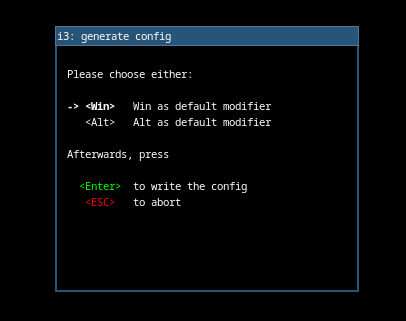 i3: generate config
Please choose either:
-> <Win>   Win as default modifier
<Alt>   Alt as default modifier
Afterwards, press
<Enter>  to write the config
<ESC>   to abort